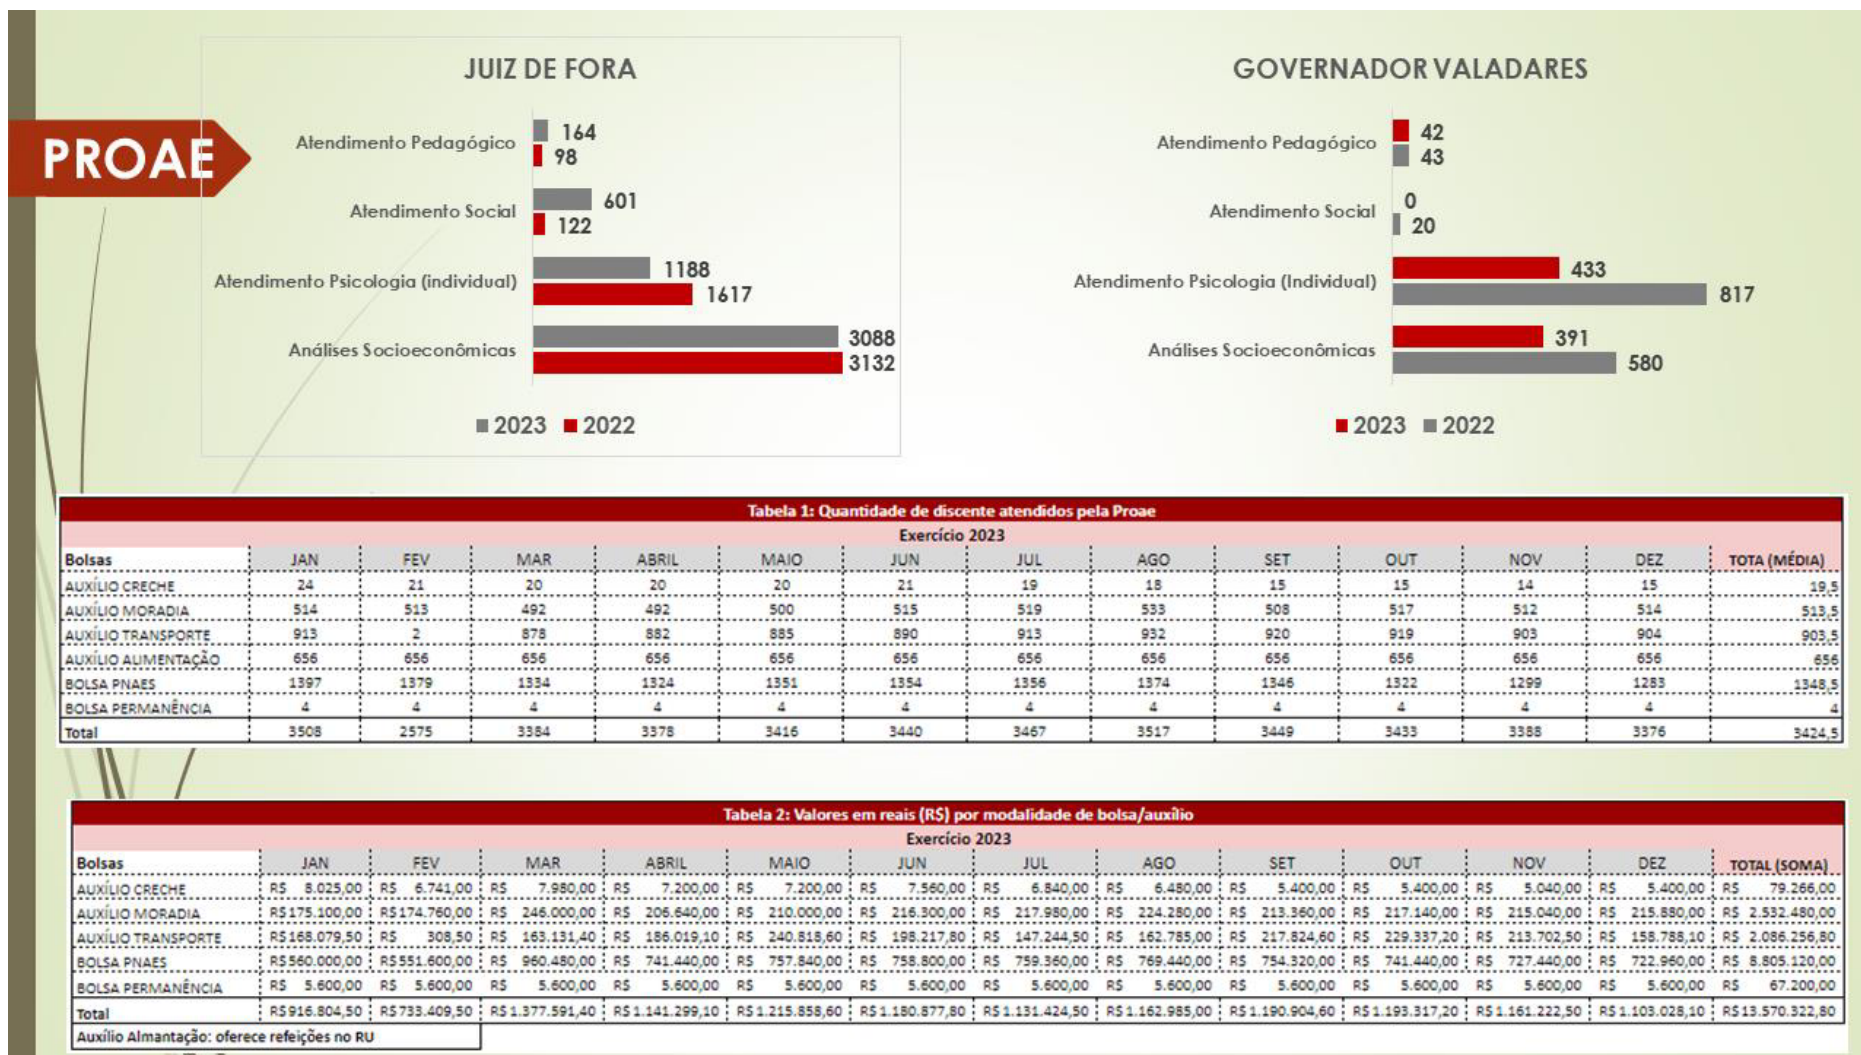 PROAE
JUIZ DE FORA
Atendimento Pedagógico 164
98
Atendimento Social 601
122
Atendimento Psicologia (individual) 1188
1617
Análises Socioeconômicas 3088
3132
2023 2022
GOVERNADOR VALADARES
Atendimento Pedagógico 42
43
Atendimento Social 0
20
Atendimento Psicologia (Individual) 433
817
Análises Socioeconômicas 391
580
2023 2022
Tabela 1: Quantidade de discente atendidos pela Proae
Exercício 2023
Bolsas JAN FEV MAR ABRIL MAIO JUN JUL AGO SET OUT NOV DEZ TOTA (MÉDIA)
AUXÍLIO CRECHE 24 21 20 20 20 21 19 18 15 15 14 15 19,5
AUXÍLIO MORADIA 514 513 492 492 500 515 519 533 508 517 512 514 513,5
AUXÍLIO TRANSPORTE 913 2 878 882 885 890 913 932 920 919 903 904 903,5
AUXÍLIO ALIMENTAÇÃO 656 656 656 656 656 656 656 656 656 656 656 656 656
BOLSA PNAES 1397 1379 1334 1324 1351 1354 1356 1374 1346 1322 1299 1283 1348,5
BOLSA PERMANÊNCIA 4 4 4 4 4 4 4 4 4 4 4 4 4
Total 3508 2575 3384 3378 3416 3440 3467 3517 3449 3433 3388 3376 3424,5
Tabela 2: Valores em reais (R$) por modalidade de bolsa/auxílio
Exercício 2023
Bolsas JAN FEV MAR ABRIL MAIO JUN JUL AGO SET OUT NOV DEZ TOTAL (SOMA)
AUXÍLIO CRECHE R$ 8.025,00 R$ 6.741,00 R$ 7.980,00 R$ 7.200,00 R$ 7.200,00 R$ 7.560,00 R$ 6.840,00 R$ 6.480,00 R$ 5.400,00 R$ 5.400,00 R$ 5.040,00 R$ 5.400,00 R$ 79.266,00
AUXÍLIO MORADIA R$175.100,00 R$174.760,00 R$ 246.000,00 R$ 206.640,00 R$ 210.000,00 R$ 216.300,00 R$ 217.980,00 R$ 224.280,00 R$ 213.360,00 R$ 217.140,00 R$ 215.040,00 R$ 215.880,00 R$ 2.532.480,00
AUXÍLIO TRANSPORTE R$168.079,50 R$ 308,50 R$ 163.131,40 R$ 186.019,10 R$ 240.818,60 R$ 198.217,80 R$ 147.244,50 R$ 162.785,00 R$ 217.824,60 R$ 229.337,20 R$ 213.702,50 R$ 158.788,10 R$ 2.086.256,80
BOLSA PNAES R$560.000,00 R$551.600,00 R$ 960.480,00 R$ 741.440,00 R$ 757.840,00 R$ 758.800,00 R$ 759.360,00 R$ 769.440,00 R$ 754.320,00 R$ 741.440,00 R$ 727.440,00 R$ 722.960,00 R$ 8.805.120,00
BOLSA PERMANÊNCIA R$ 5.600,00 R$ 5.600,00 R$ 5.600,00 R$ 5.600,00 R$ 5.600,00 R$ 5.600,00 R$ 5.600,00 R$ 5.600,00 R$ 5.600,00 R$ 5.600,00 R$ 5.600,00 R$ 5.600,00 R$ 67.200,00
Total R$916.804,50 R$733.409,50 R$1.377.591,40 R$1.141.299,10 R$1.215.858,60 R$1.180.877,80 R$1.131.424,50 R$1.162.985,00 R$1.190.904,60 R$1.193.317,20 R$1.161.222,50 R$1.103.028,10 R$13.570.322,80
Auxílio Almantação: oferece refeições no RU